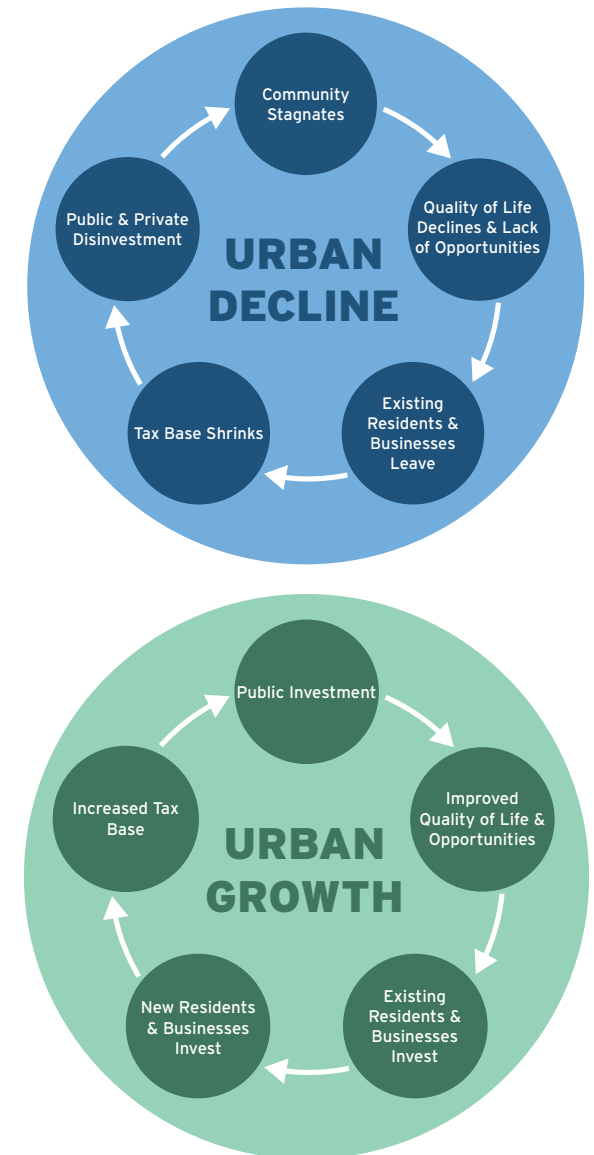 Community
Stagnates
Quality of Life
Declines & Lack
of Opportunities
Public & Private
Disinvestment
URBAN
DECLINE
Existing
Residents &
Businesses
Leave
Tax Base Shrinks
Public Investment
Improved
Quality of Life &
Opportunities
Increased Tax
Base
URBAN
GROWTH
Existing
Residents &
Businesses
Invest
New Residents
& Businesses
Invest